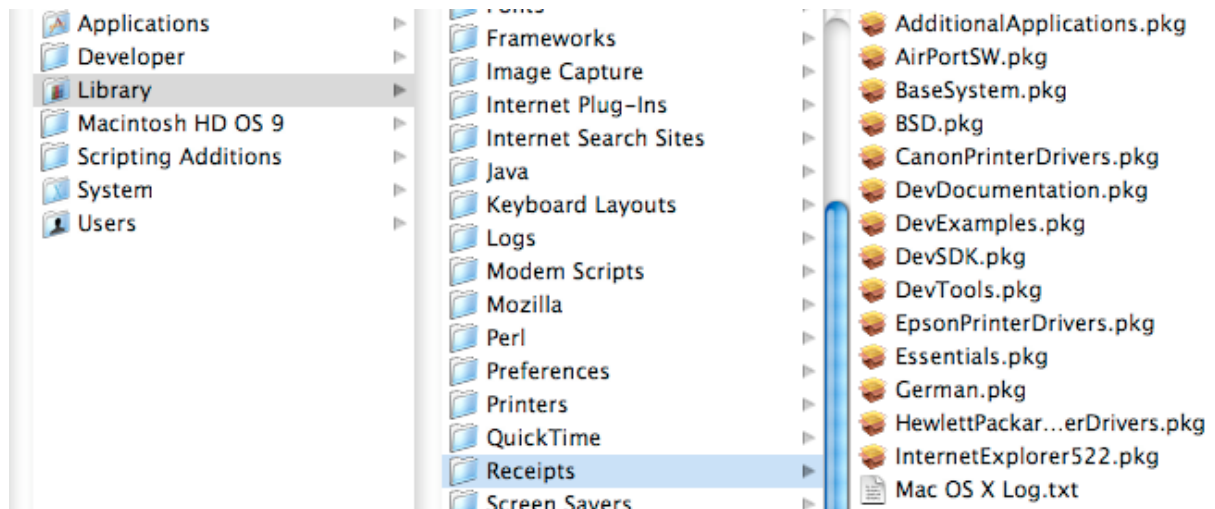 Applications
Developer
Library
Macintosh HD OS 9
Scripting Additions
System
Users
Fonts
Frameworks
Image Capture
Internet Plug-Ins
Internet Search Sites
Java
Keyboard Layouts
Logs
Modem Scripts
Mozilla
Perl
Preferences
Printers
QuickTime
Receipts
Screen Savers
AdditionalApplications.pkg
AirPortSW.pkg
BaseSystem.pkg
BSD.pkg
CanonPrinterDrivers.pkg
DevDocumentation.pkg
DevExamples.pkg
DevSDK.pkg
DevTools.pkg
EpsonPrinterDrivers.pkg
Essentials.pkg
German.pkg
HewlettPackar...erDrivers.pkg
InternetExplorer522.pkg
Mac OS X Log.txt